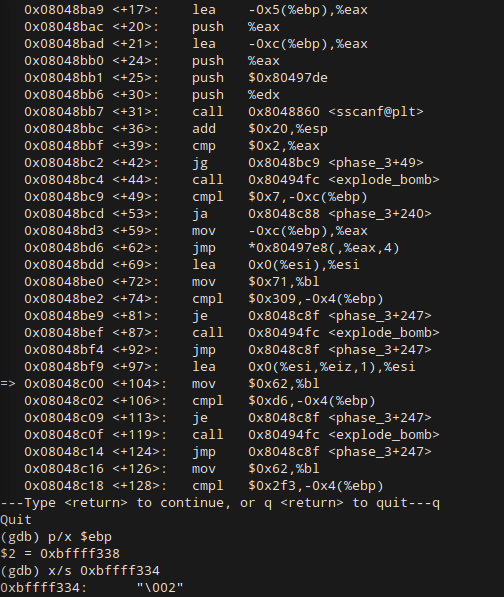 0x08048ba9 <+17>: lea -0x5(%ebp),%eax
0x08048bac <+20>: push %eax
0x08048bad <+21>: lea -0xc(%ebp),%eax
0x08048bb0 <+24>: push %eax
0x08048bb1 <+25>: push $0x80497de
0x08048bb6 <+30>: push %edx
0x08048bb7 <+31>: call 0x8048860 <sscanf@plt>
0x08048bbc <+36>: add $0x20,%esp
0x08048bbf <+39>: cmp $0x2,%eax
0x08048bc2 <+42>: jg 0x8048bc9 <phase_3+49>
0x08048bc4 <+44>: call 0x80494fc <explode_bomb>
0x08048bc9 <+49>: cmpl $0x7,-0xc(%ebp)
0x08048bcd <+53>: ja 0x8048c88 <phase_3+240>
0x08048bd3 <+59>: mov -0xc(%ebp),%eax
0x08048bd6 <+62>: jmp *0x80497e8(,%eax,4)
0x08048bdd <+69>: lea 0x0(%esi),%esi
0x08048be0 <+72>: mov $0x71,%bl
0x08048be2 <+74>: cmpl $0x309,-0x4(%ebp)
0x08048be9 <+81>: je 0x8048c8f <phase_3+247>
0x08048bef <+87>: call 0x80494fc <explode_bomb>
0x08048bf4 <+92>: jmp 0x8048c8f <phase_3+247>
0x08048bf9 <+97>: lea 0x0(%esi,%eiz,1),%esi
=> 0x08048c00 <+104>: mov $0x62,%bl
0x08048c02 <+106>: cmpl $0xd6,-0x4(%ebp)
0x08048c09 <+113>: je 0x8048c8f <phase_3+247>
0x08048c0f <+119>: call 0x80494fc <explode_bomb>
0x08048c14 <+124>: jmp 0x8048c8f <phase_3+247>
0x08048c16 <+126>: mov $0x62,%bl
0x08048c18 <+128>: cmpl $0x2f3,-0x4(%ebp)
---Type <return> to continue, or q <return> to quit---q
Quit
(gdb) p/x $ebp
$2 = 0xbffff338
(gdb) x/s 0xbffff334
0xbffff334: "\002"